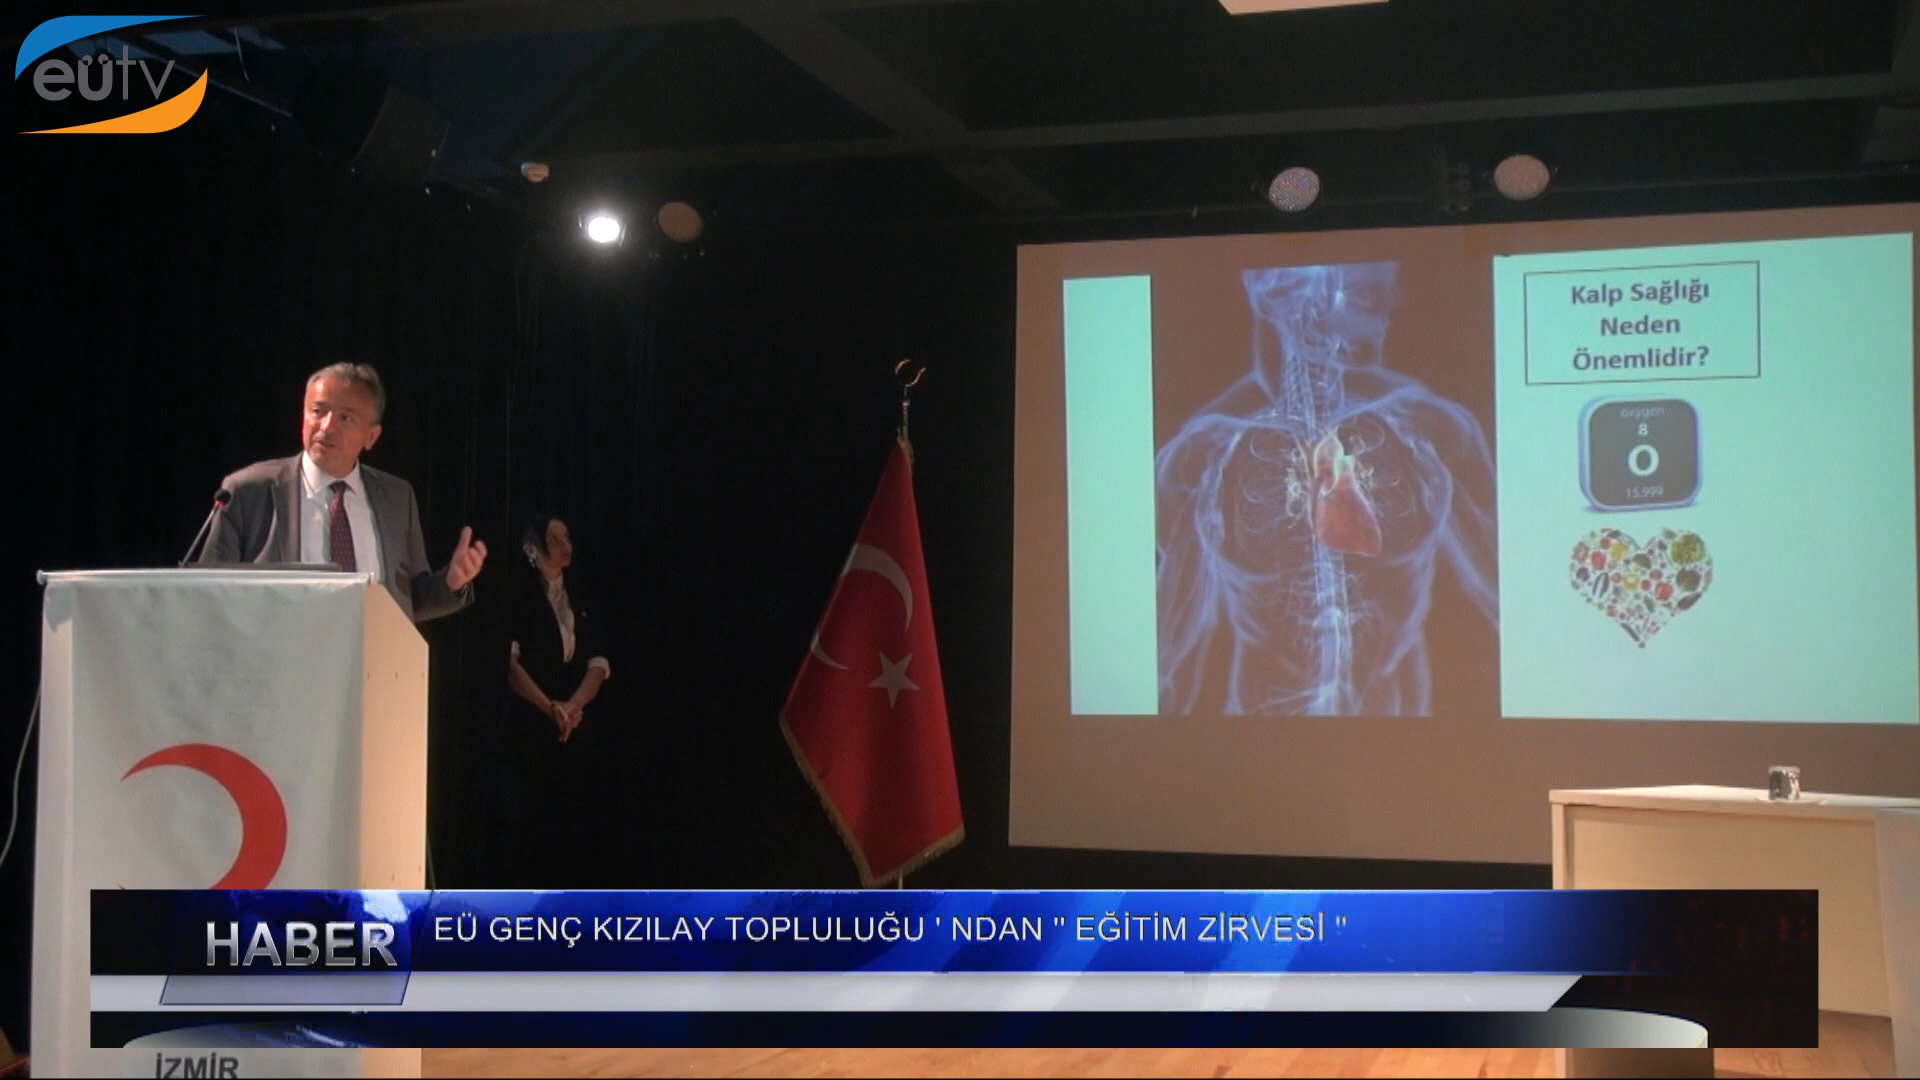 eütv
Kalp Sağlığı
Neden
Önemlidir?
oxygen
8
O
15.999
HABER
EÜ GENÇ KIZILAY TOPLULUĞU ' NDAN " EĞİTİM ZİRVESİ "
İZMİR